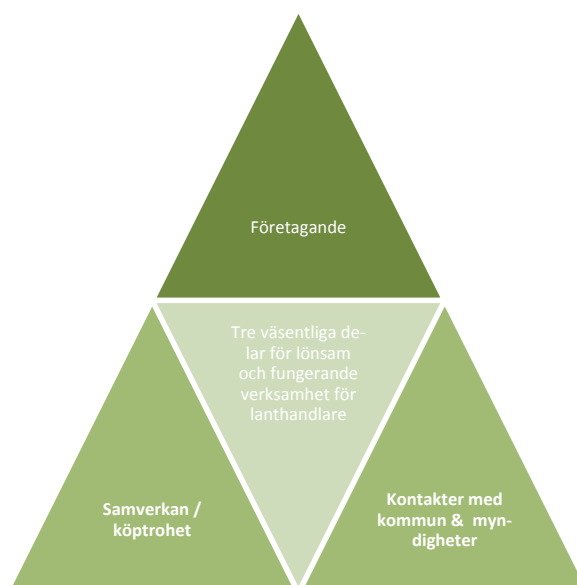 Företagande
Tre väsentliga de-
lar för lönsam
och fungerande
verksamhet för
lanthandlare
Samverkan /
köptrohet
Kontakter med
kommun & myn-
digheter